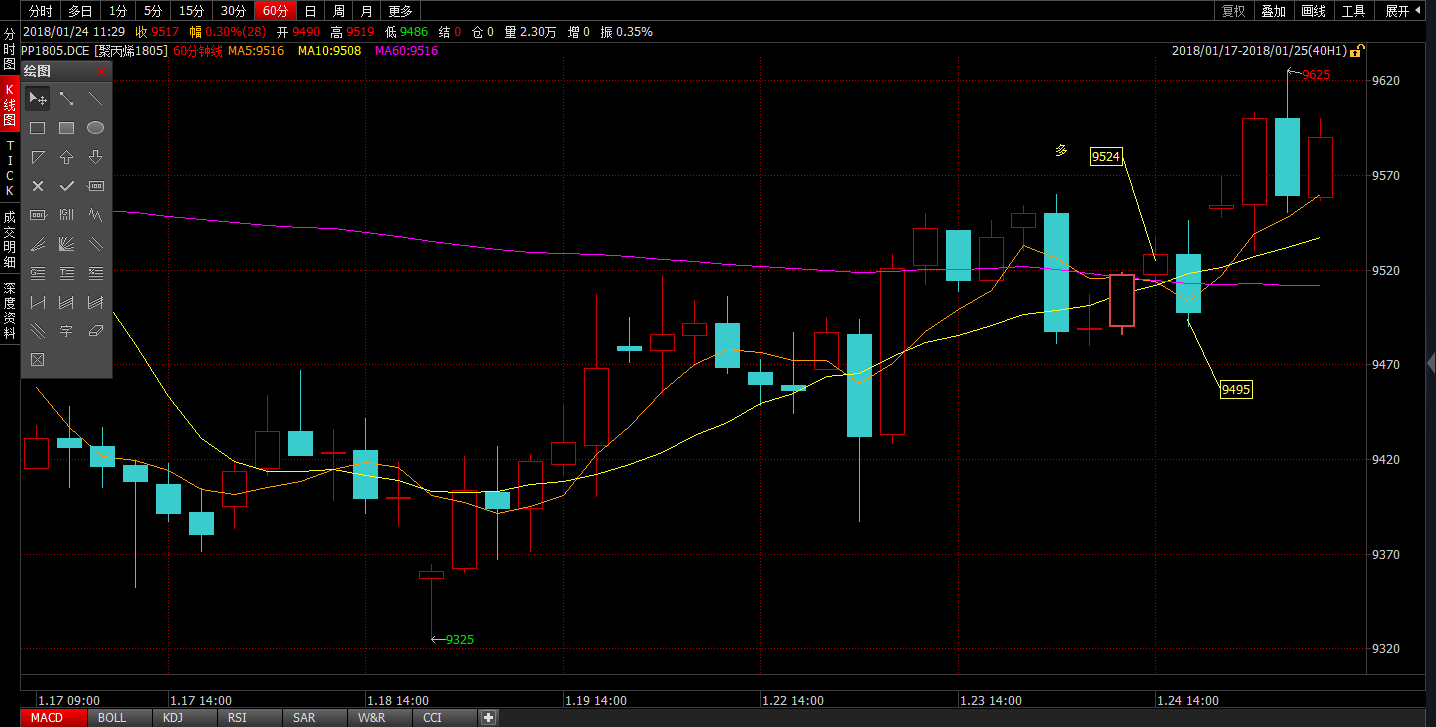 分时 多日 1分 5分 15分 30分 60分 日 周 月 更多 复权 叠加 画线 工具 展开
2018/01/24 11:29 收 9517 幅 0.30%(28) 开 9490 高 9519 低 9486 结 0 仓 0 量 2.30万 增 0 振 0.35%
PP1805.DCE [聚丙烯1805] 60分钟线 MA5:9516 MA10:9508 MA60:9516 2018/01/17-2018/01/25(40H1)
分时图
K线图
TICK
成交明细
深度资料
绘图
字
9625
多
9524
9495
9325
9620
9570
9520
9470
9420
9370
9320
1.17 09:00 1.17 14:00 1.18 14:00 1.19 14:00 1.22 14:00 1.23 14:00 1.24 14:00
MACD BOLL KDJ RSI SAR W&R CCI